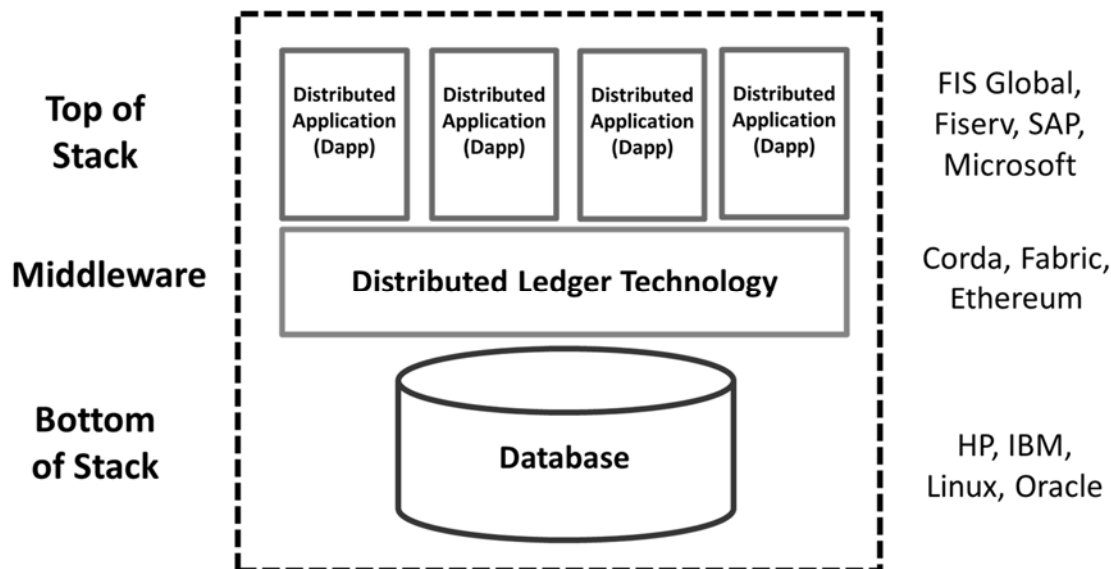 Top of
Stack
Distributed
Application
(Dapp)
Distributed
Application
(Dapp)
Distributed
Application
(Dapp)
Distributed
Application
(Dapp)
FIS Global,
Fiserv, SAP,
Microsoft
Middleware
Distributed Ledger Technology
Corda, Fabric,
Ethereum
Bottom
of Stack
Database
HP, IBM,
Linux, Oracle